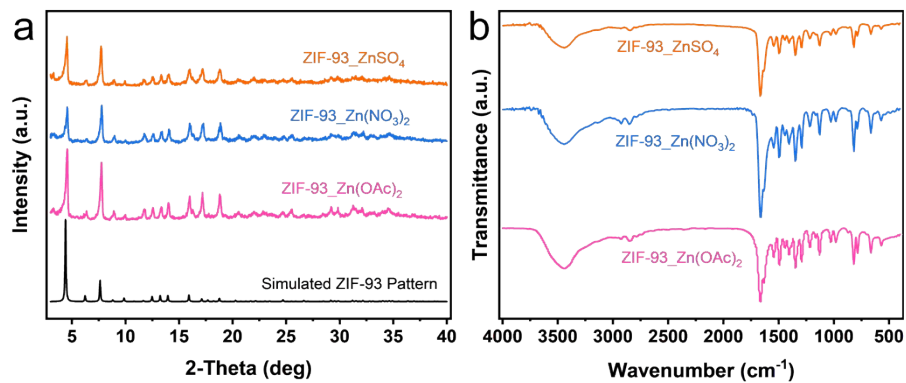 a
Intensity (a.u.)
ZIF-93_ZnSO₄
ZIF-93_Zn(NO₃)₂
ZIF-93_Zn(OAc)₂
Simulated ZIF-93 Pattern
5 10 15 20 25 30 35 40
2-Theta (deg)
b
Transmittance (a.u.)
ZIF-93_ZnSO₄
ZIF-93_Zn(NO₃)₂
ZIF-93_Zn(OAc)₂
4000 3500 3000 2500 2000 1500 1000 500
Wavenumber (cm⁻¹)